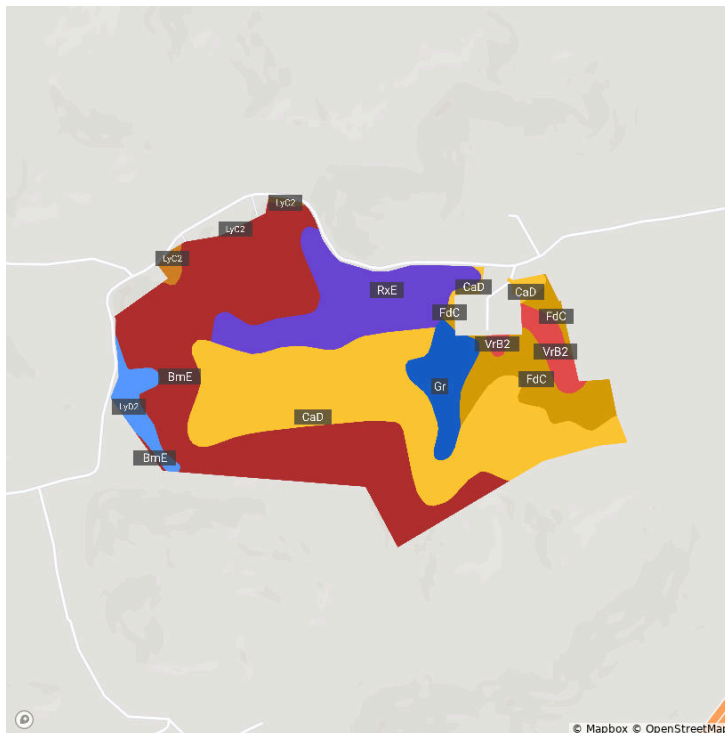 LyC2
LyC2
LyC2
RxE
CaD
CaD
FdC
FdC
VrB2
VrB2
BmE
LyD2
Gr
FdC
CaD
BmE
© Mapbox © OpenStreetMap